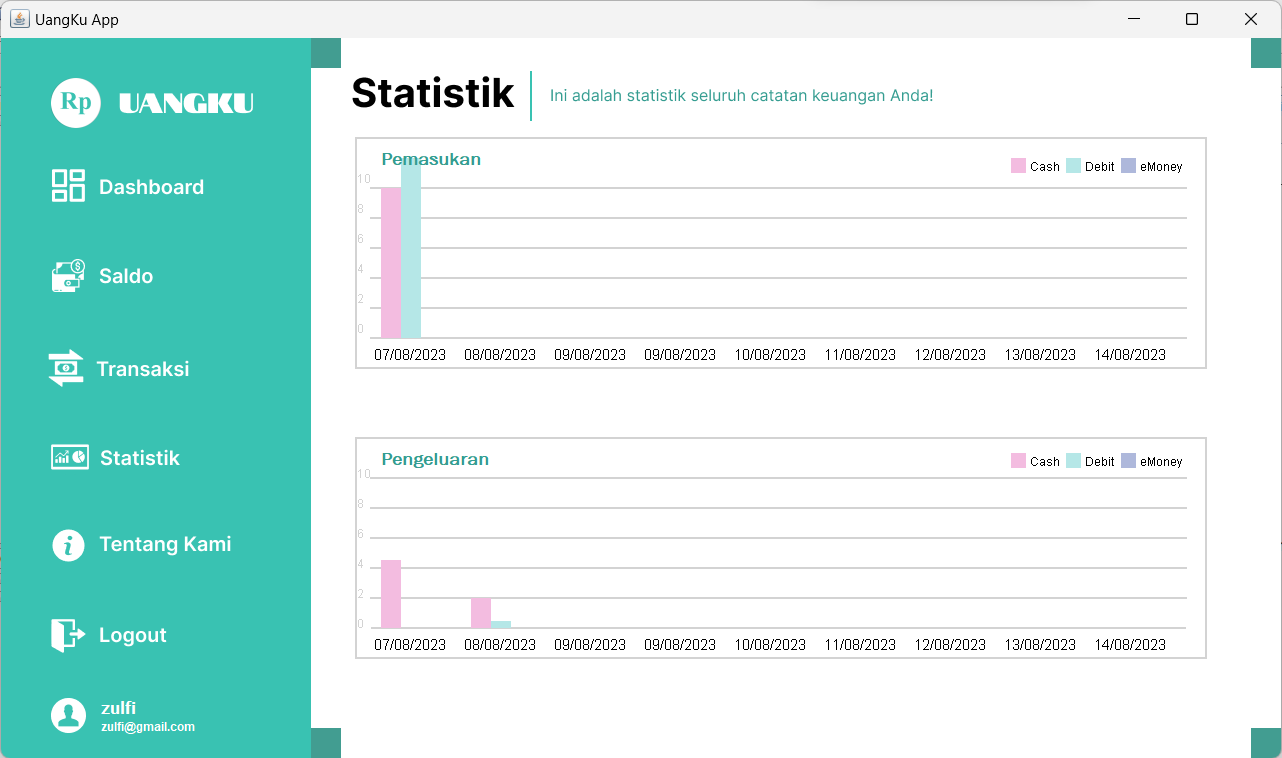 UangKu App
Rp UANGKU
Dashboard
Saldo
Transaksi
Statistik
Tentang Kami
Logout
zulfi
zulfi@gmail.com
Statistik
Ini adalah statistik seluruh catatan keuangan Anda!
Pemasukan
Cash Debit eMoney
10
8
6
4
2
0
07/08/2023 08/08/2023 09/08/2023 09/08/2023 10/08/2023 11/08/2023 12/08/2023 13/08/2023 14/08/2023
Pengeluaran
Cash Debit eMoney
10
8
6
4
2
0
07/08/2023 08/08/2023 09/08/2023 09/08/2023 10/08/2023 11/08/2023 12/08/2023 13/08/2023 14/08/2023